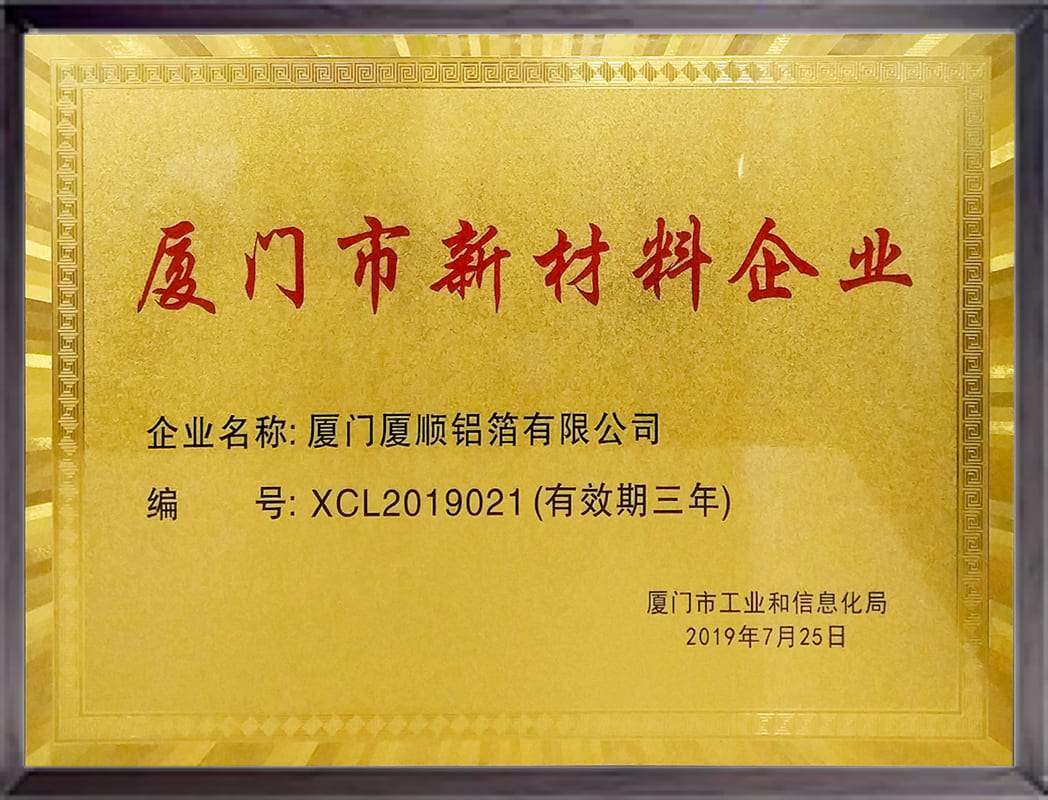 厦门市新材料企业
企业名称: 厦门厦顺铝箔有限公司
编 号: XCL2019021 (有效期三年)
厦门市工业和信息化局
2019年7月25日